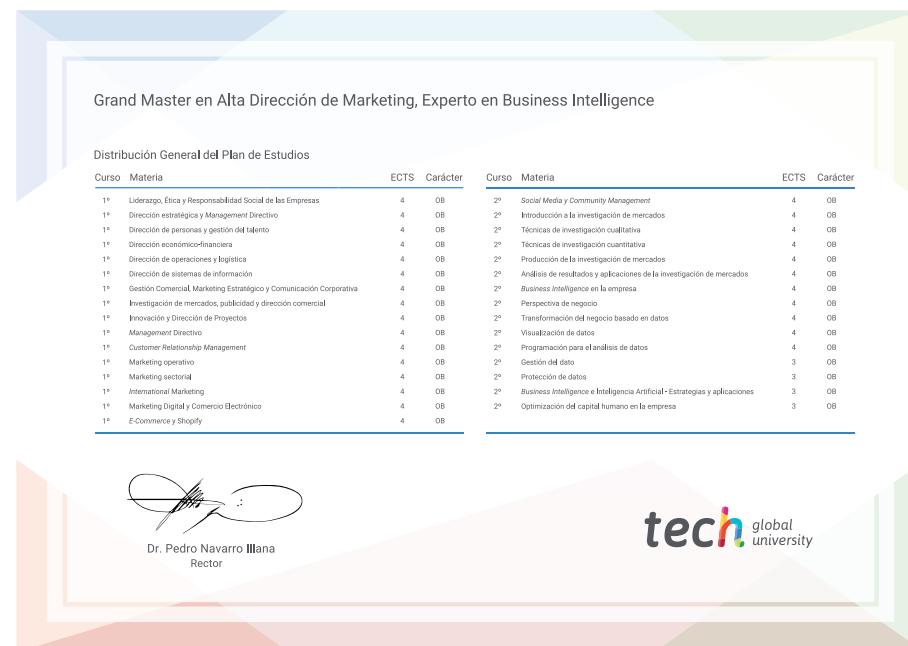 Grand Master en Alta Dirección de Marketing, Experto en Business Intelligence
Distribución General del Plan de Estudios
Curso Materia ECTS Carácter
1º Liderazgo, Ética y Responsabilidad Social de las Empresas 4 OB
1º Dirección estratégica y Management Directivo 4 OB
1º Dirección de personas y gestión del talento 4 OB
1º Dirección económico-financiera 4 OB
1º Dirección de operaciones y logística 4 OB
1º Dirección de sistemas de información 4 OB
1º Gestión Comercial, Marketing Estratégico y Comunicación Corporativa 4 OB
1º Investigación de mercados, publicidad y dirección comercial 4 OB
1º Innovación y Dirección de Proyectos 4 OB
1º Management Directivo 4 OB
1º Customer Relationship Management 4 OB
1º Marketing operativo 4 OB
1º Marketing sectorial 4 OB
1º International Marketing 4 OB
1º Marketing Digital y Comercio Electrónico 4 OB
1º E-Commerce y Shopify 4 OB
Curso Materia ECTS Carácter
2º Social Media y Community Management 4 OB
2º Introducción a la investigación de mercados 4 OB
2º Técnicas de investigación cualitativa 4 OB
2º Técnicas de investigación cuantitativa 4 OB
2º Producción de la investigación de mercados 4 OB
2º Análisis de resultados y aplicaciones de la investigación de mercados 4 OB
2º Business Intelligence en la empresa 4 OB
2º Perspectiva de negocio 4 OB
2º Transformación del negocio basado en datos 4 OB
2º Visualización de datos 4 OB
2º Programación para el análisis de datos 4 OB
2º Gestión del dato 3 OB
2º Protección de datos 3 OB
2º Business Intelligence e Inteligencia Artificial - Estrategias y aplicaciones 3 OB
2º Optimización del capital humano en la empresa 3 OB
Dr. Pedro Navarro Illana
Rector
tech global
university